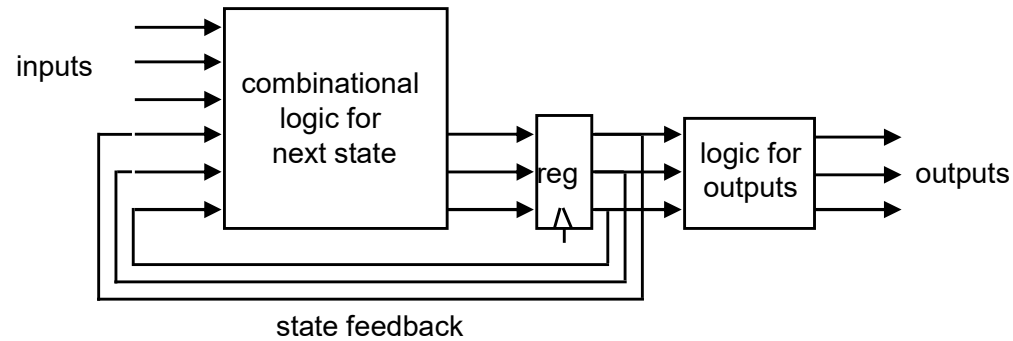 inputs
combinational
logic for
next state
reg
logic for
outputs
outputs
state feedback